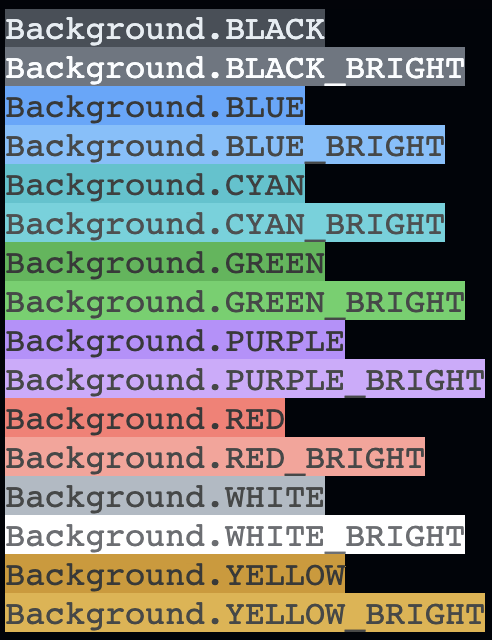 Background.BLACK
Background.BLACK_BRIGHT
Background.BLUE
Background.BLUE_BRIGHT
Background.CYAN
Background.CYAN_BRIGHT
Background.GREEN
Background.GREEN_BRIGHT
Background.PURPLE
Background.PURPLE_BRIGHT
Background.RED
Background.RED_BRIGHT
Background.WHITE
Background.WHITE_BRIGHT
Background.YELLOW
Background.YELLOW_BRIGHT